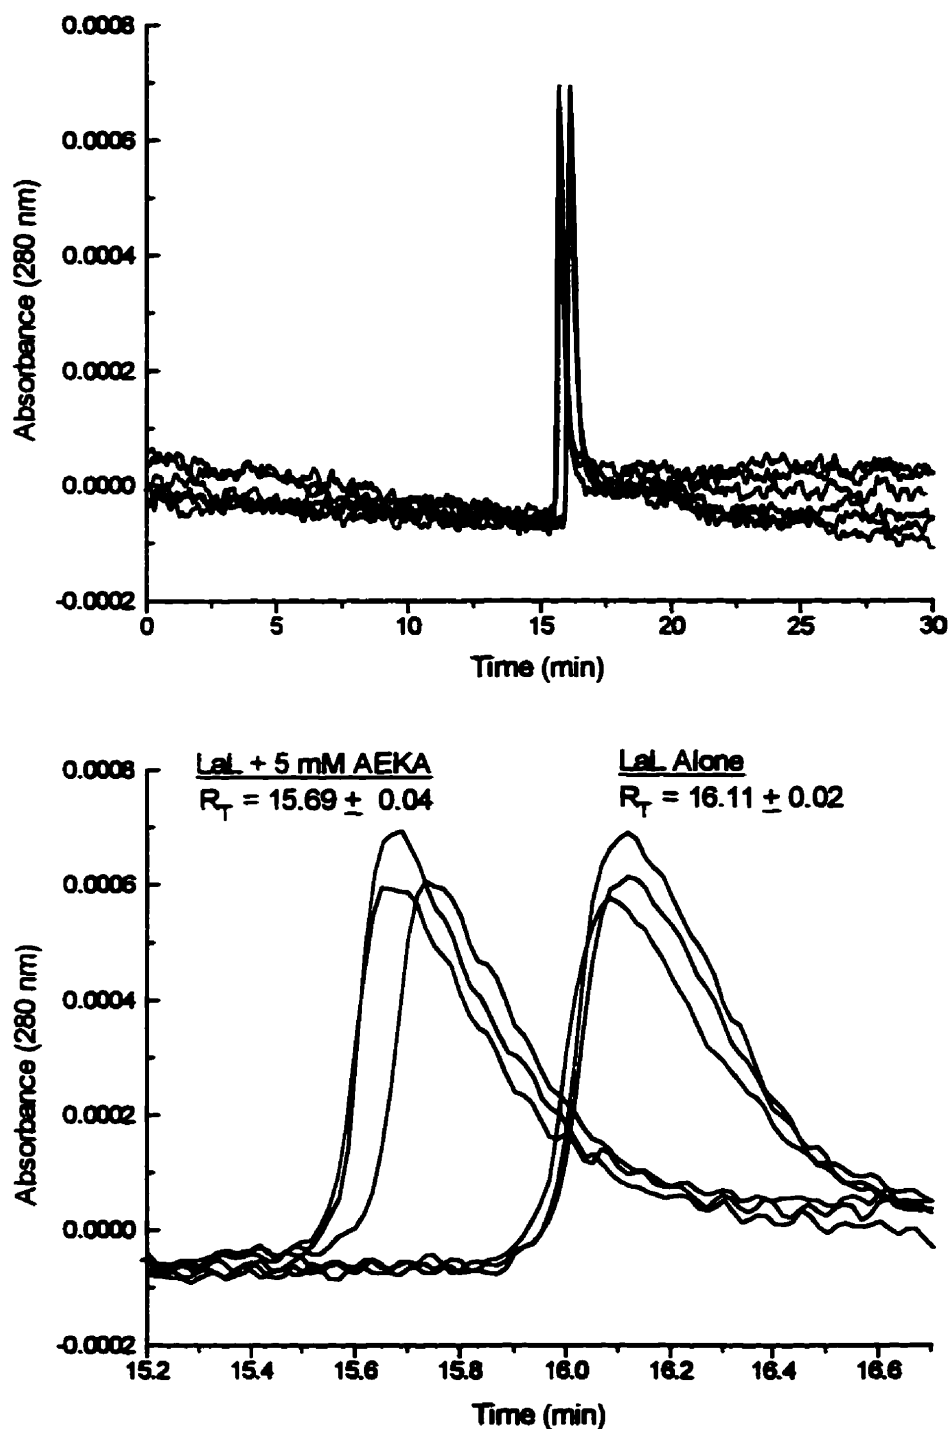 0.0008
0.0006
0.0004
0.0002
0.0000
-0.0002
Absorbance (280 nm)
0 5 10 15 20 25 30
Time (min)
LaL + 5 mM AEKA
R_T = 15.69 ± 0.04
LaL Alone
R_T = 16.11 ± 0.02
0.0008
0.0006
0.0004
0.0002
0.0000
-0.0002
Absorbance (280 nm)
15.2 15.4 15.6 15.8 16.0 16.2 16.4 16.6
Time (min)